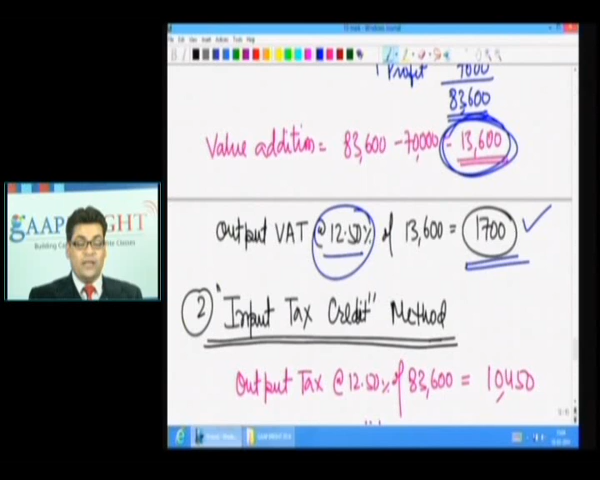 Profit 7000
83,600
Value addition = 83,600 - 70,000 = 13,600
Output VAT @ 12.50% of 13,600 = 1700
② "Input Tax Credit" Method
Output Tax @ 12.50% of 83,600 = 10,450